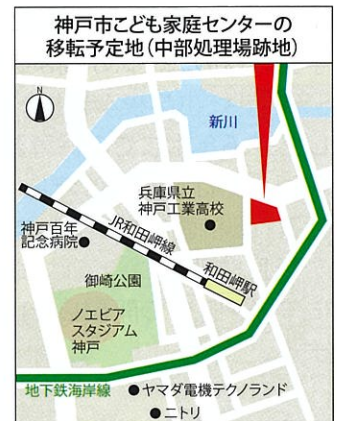 神戸市こども家庭センターの
移転予定地(中部処理場跡地)
N
新川
兵庫県立
神戸工業高校
JR和田岬線
神戸百年
記念病院
和田岬駅
御崎公園
ノエビア
スタジアム
神戸
地下鉄海岸線
ヤマダ電機テクノランド
ニトリ